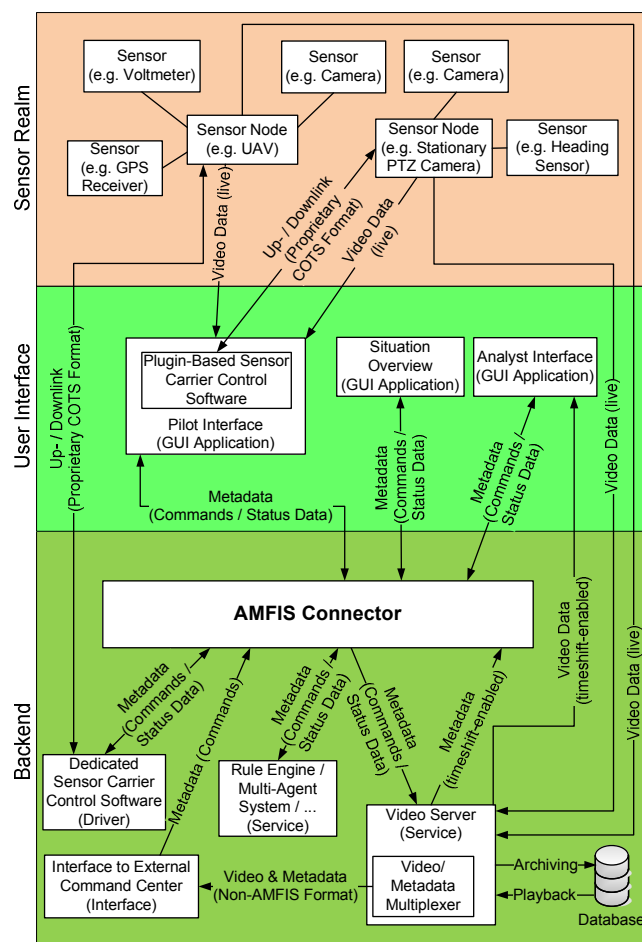 Sensor Realm
Sensor
(e.g. Voltmeter)
Sensor
(e.g. Camera)
Sensor
(e.g. Camera)
Sensor
(e.g. GPS
Receiver)
Sensor Node
(e.g. UAV)
Sensor Node
(e.g. Stationary
PTZ Camera)
Sensor
(e.g. Heading
Sensor)
Video Data (live)
Up- / Downlink
(Proprietary
COTS Format)
Video Data
(live)
User Interface
Up- / Downlink
(Proprietary COTS Format)
Plugin-Based Sensor
Carrier Control
Software
Pilot Interface
(GUI Application)
Situation
Overview
(GUI Application)
Analyst Interface
(GUI Application)
Video Data (live)
Metadata
(Commands / Status Data)
Metadata
(Commands /
Status Data)
Metadata
(Commands /
Status Data)
Backend
AMFIS Connector
Video Data
(timeshift-enabled)
Video Data (live)
Metadata
(Commands /
Status Data)
Metadata (Commands)
Metadata
(Commands /
Status Data)
Metadata
(Commands /
Status Data)
Metadata
(timeshift-enabled)
Dedicated
Sensor Carrier
Control Software
(Driver)
Rule Engine /
Multi-Agent
System / ...
(Service)
Video Server
(Service)
Video/
Metadata
Multiplexer
Interface to External
Command Center
(Interface)
Video & Metadata
(Non-AMFIS Format)
Archiving
Playback
Database